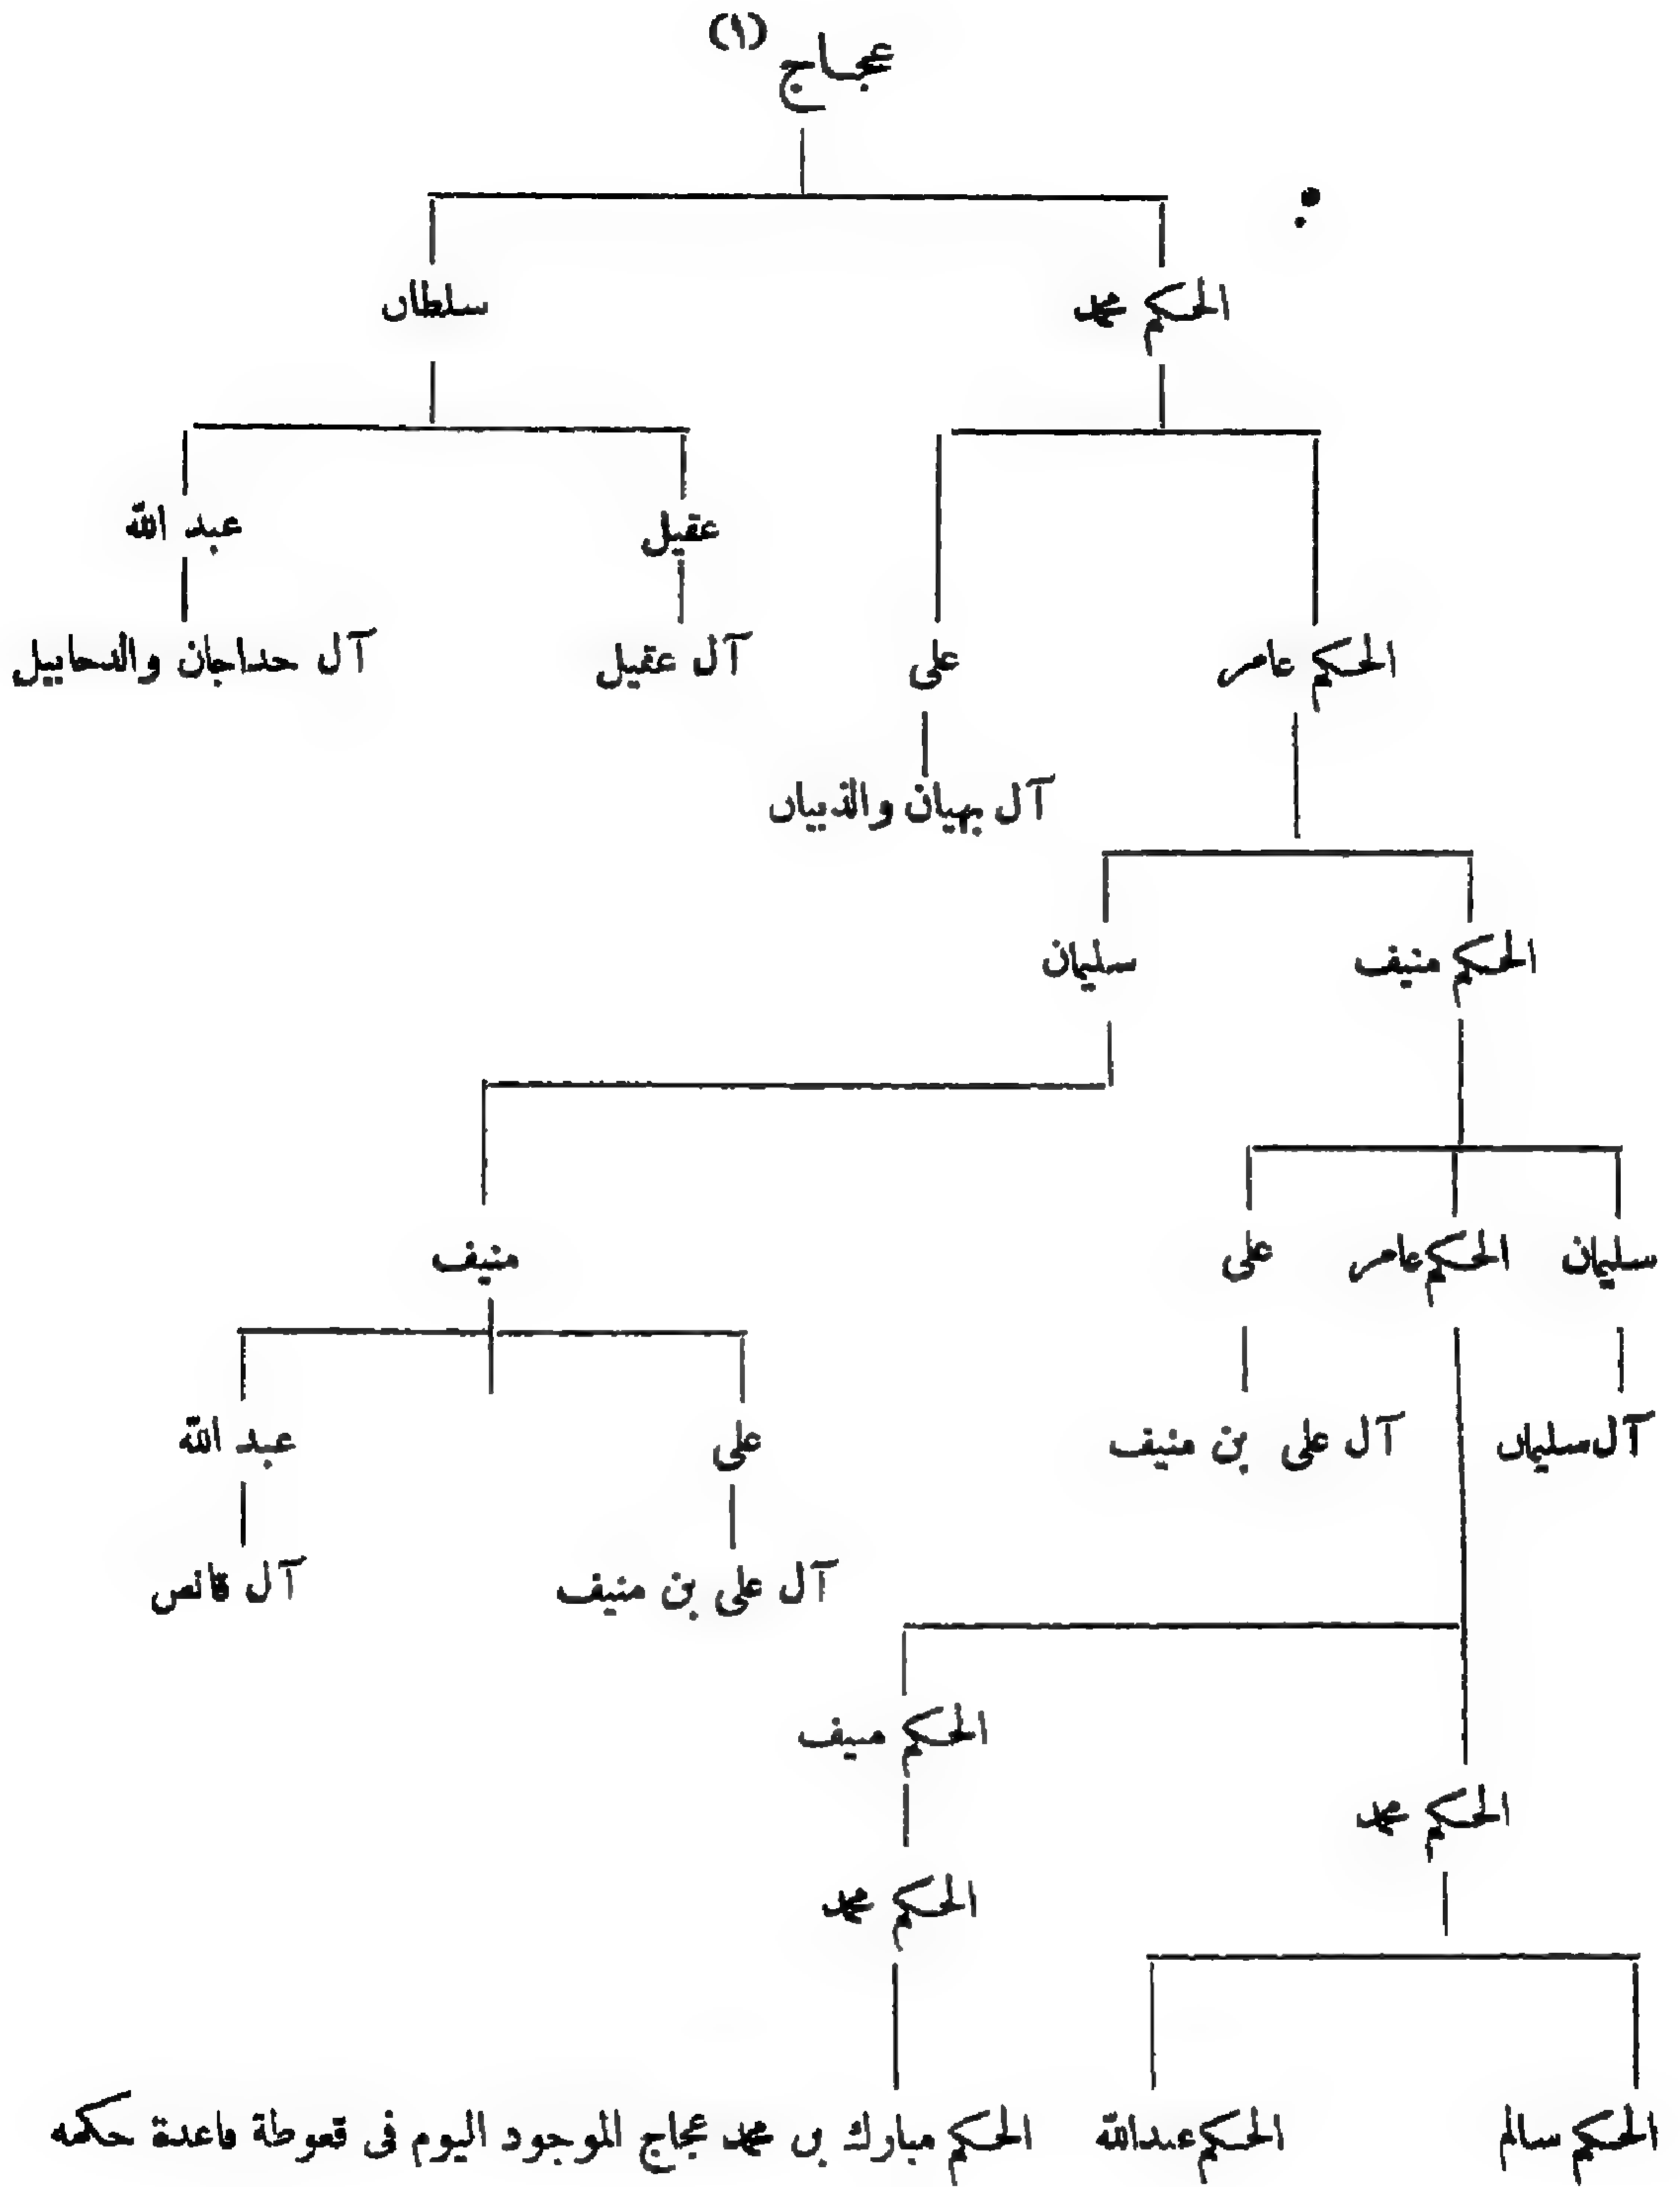 عجاج (١)
الحكم محمد
سلطان
عقيل
عبد الله
الحكم عامر
على
آل عقيل
آل حداجان والدحابيل
آل بهيان والذيبان
الحكم منيف
سليمان
سليمان
الحكم عامر
على
منيف
آل سليمان
آل على بن منيف
على
عبد الله
آل على بن منيف
آل قانص
الحكم منيف
الحكم محمد
الحكم محمد
الحكم سالم
الحكم عبدالله
الحكم مبارك بن محمد عجاج الموجود اليوم فى قعوطة قاعدة حكمه